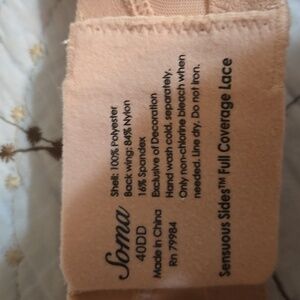 Shell: 100% Polyester
Back wing: 84% Nylon
16% Spandex
Exclusive of Decoration
Hand wash cold, separately.
Only non-chlorine bleach when
needed. Line dry. Do not Iron.
Soma
40DD
Made in China
Rn 79984
Sensuous Sides™ Full Coverage Lace